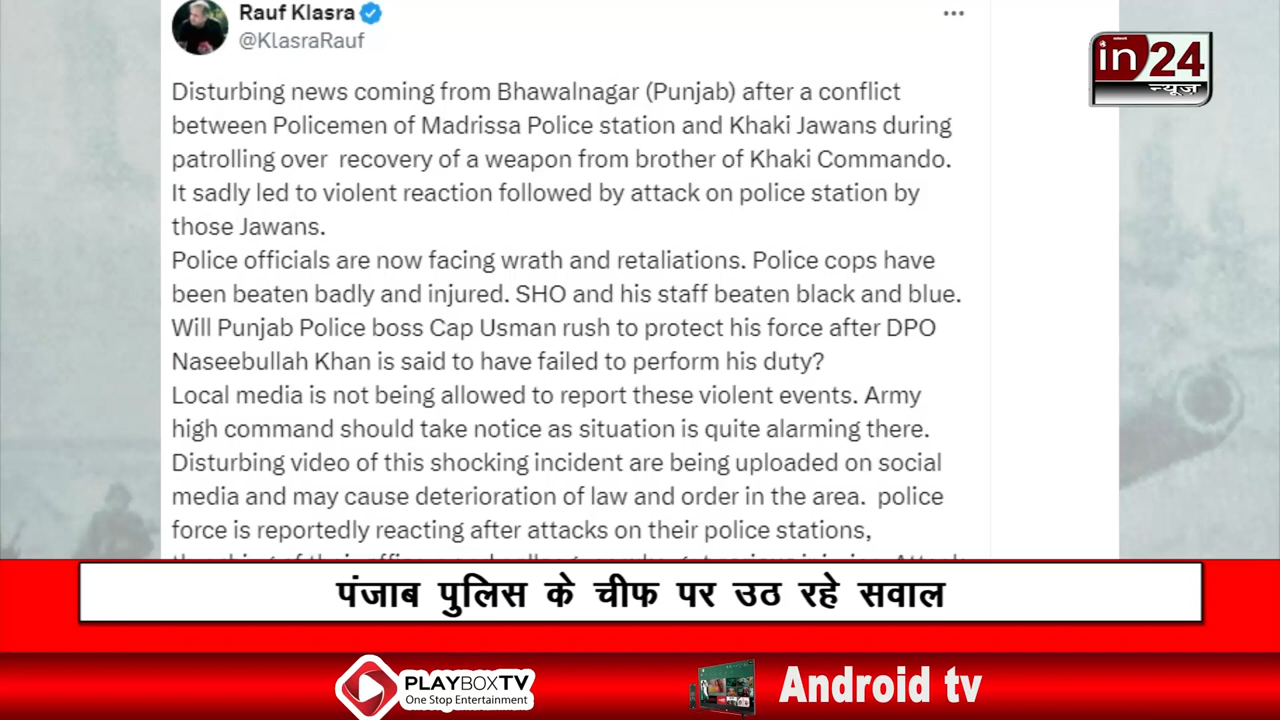 Rauf Klasra
@KlasraRauf
in 24
न्यूज़
Disturbing news coming from Bhawalnagar (Punjab) after a conflict
between Policemen of Madrissa Police station and Khaki Jawans during
patrolling over recovery of a weapon from brother of Khaki Commando.
It sadly led to violent reaction followed by attack on police station by
those Jawans.
Police officials are now facing wrath and retaliations. Police cops have
been beaten badly and injured. SHO and his staff beaten black and blue.
Will Punjab Police boss Cap Usman rush to protect his force after DPO
Naseebullah Khan is said to have failed to perform his duty?
Local media is not being allowed to report these violent events. Army
high command should take notice as situation is quite alarming there.
Disturbing video of this shocking incident are being uploaded on social
media and may cause deterioration of law and order in the area. police
force is reportedly reacting after attacks on their police stations,
पंजाब पुलिस के चीफ पर उठ रहे सवाल
PLAYBOXTV
One Stop Entertainment
Android tv